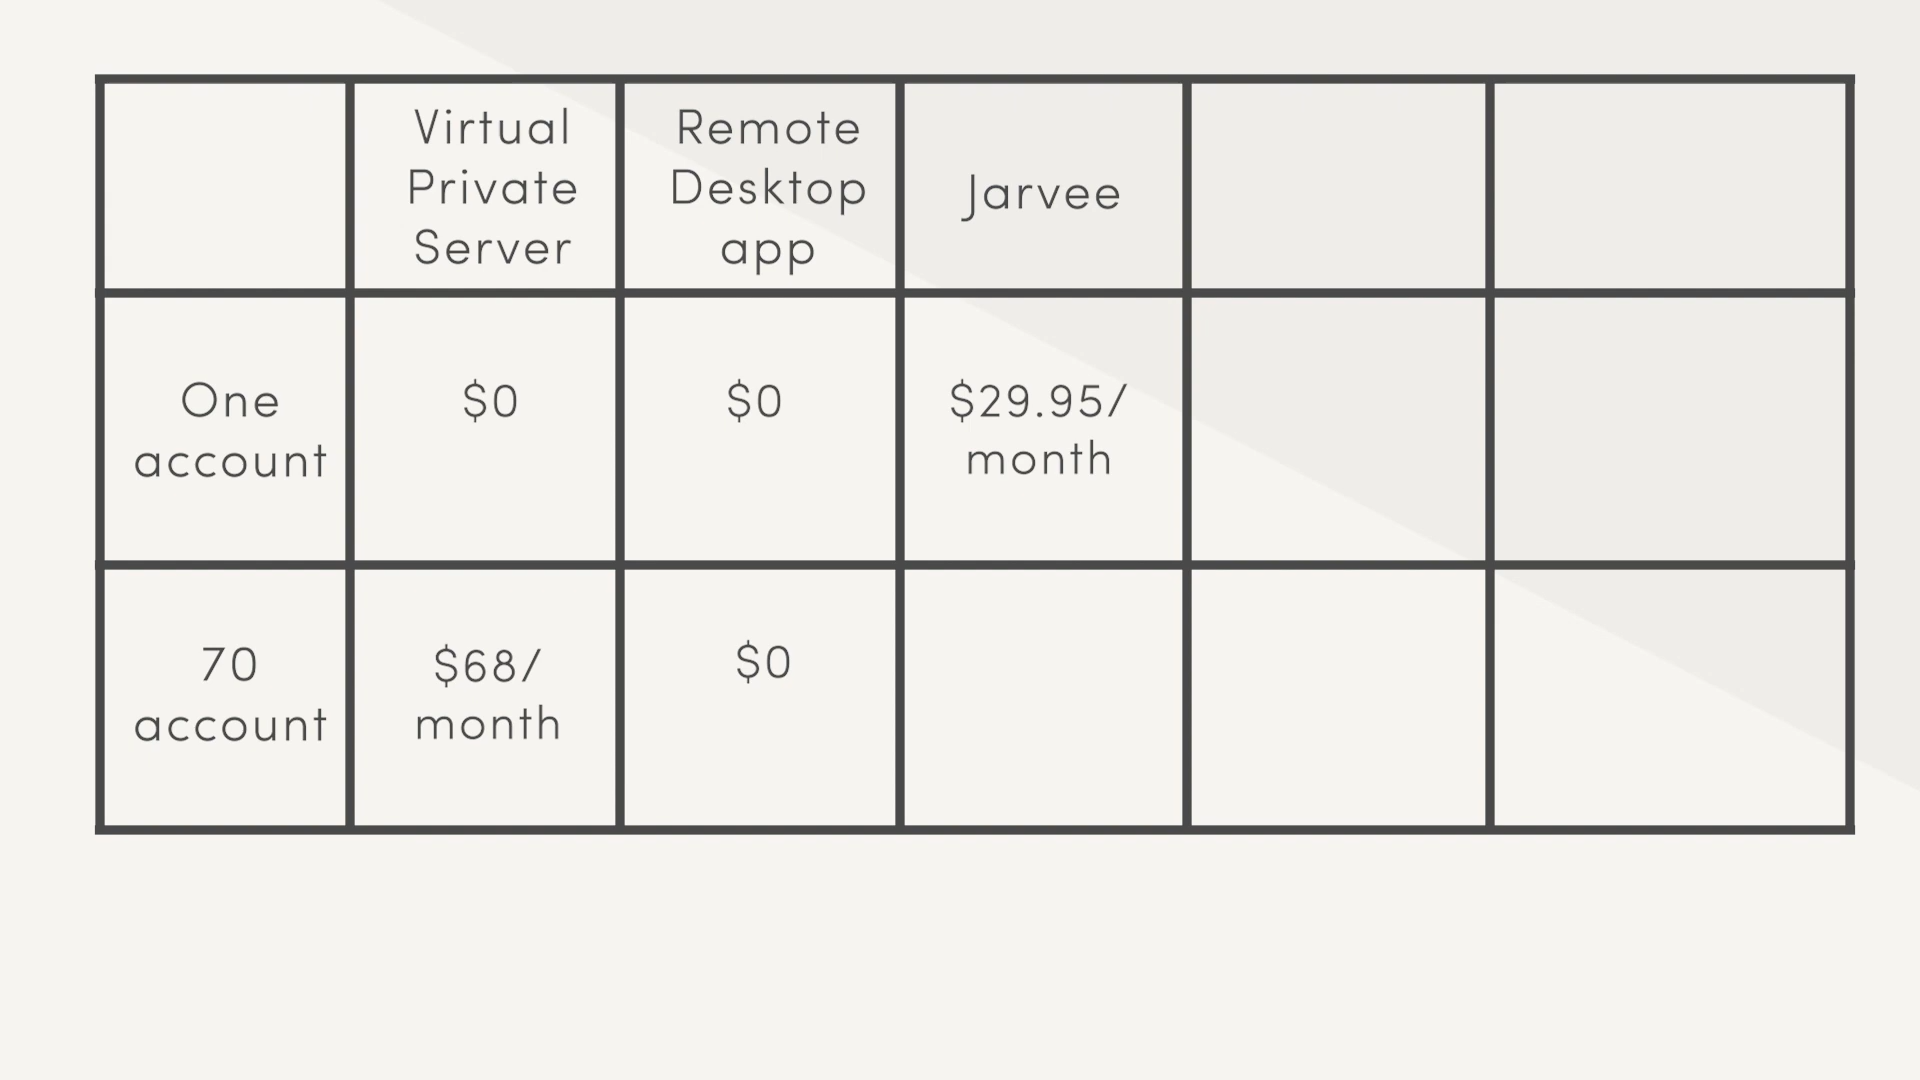 Virtual
Private
Server
Remote
Desktop
app
Jarvee
One
account
$0
$0
$29.95/
month
70
account
$68/
month
$0